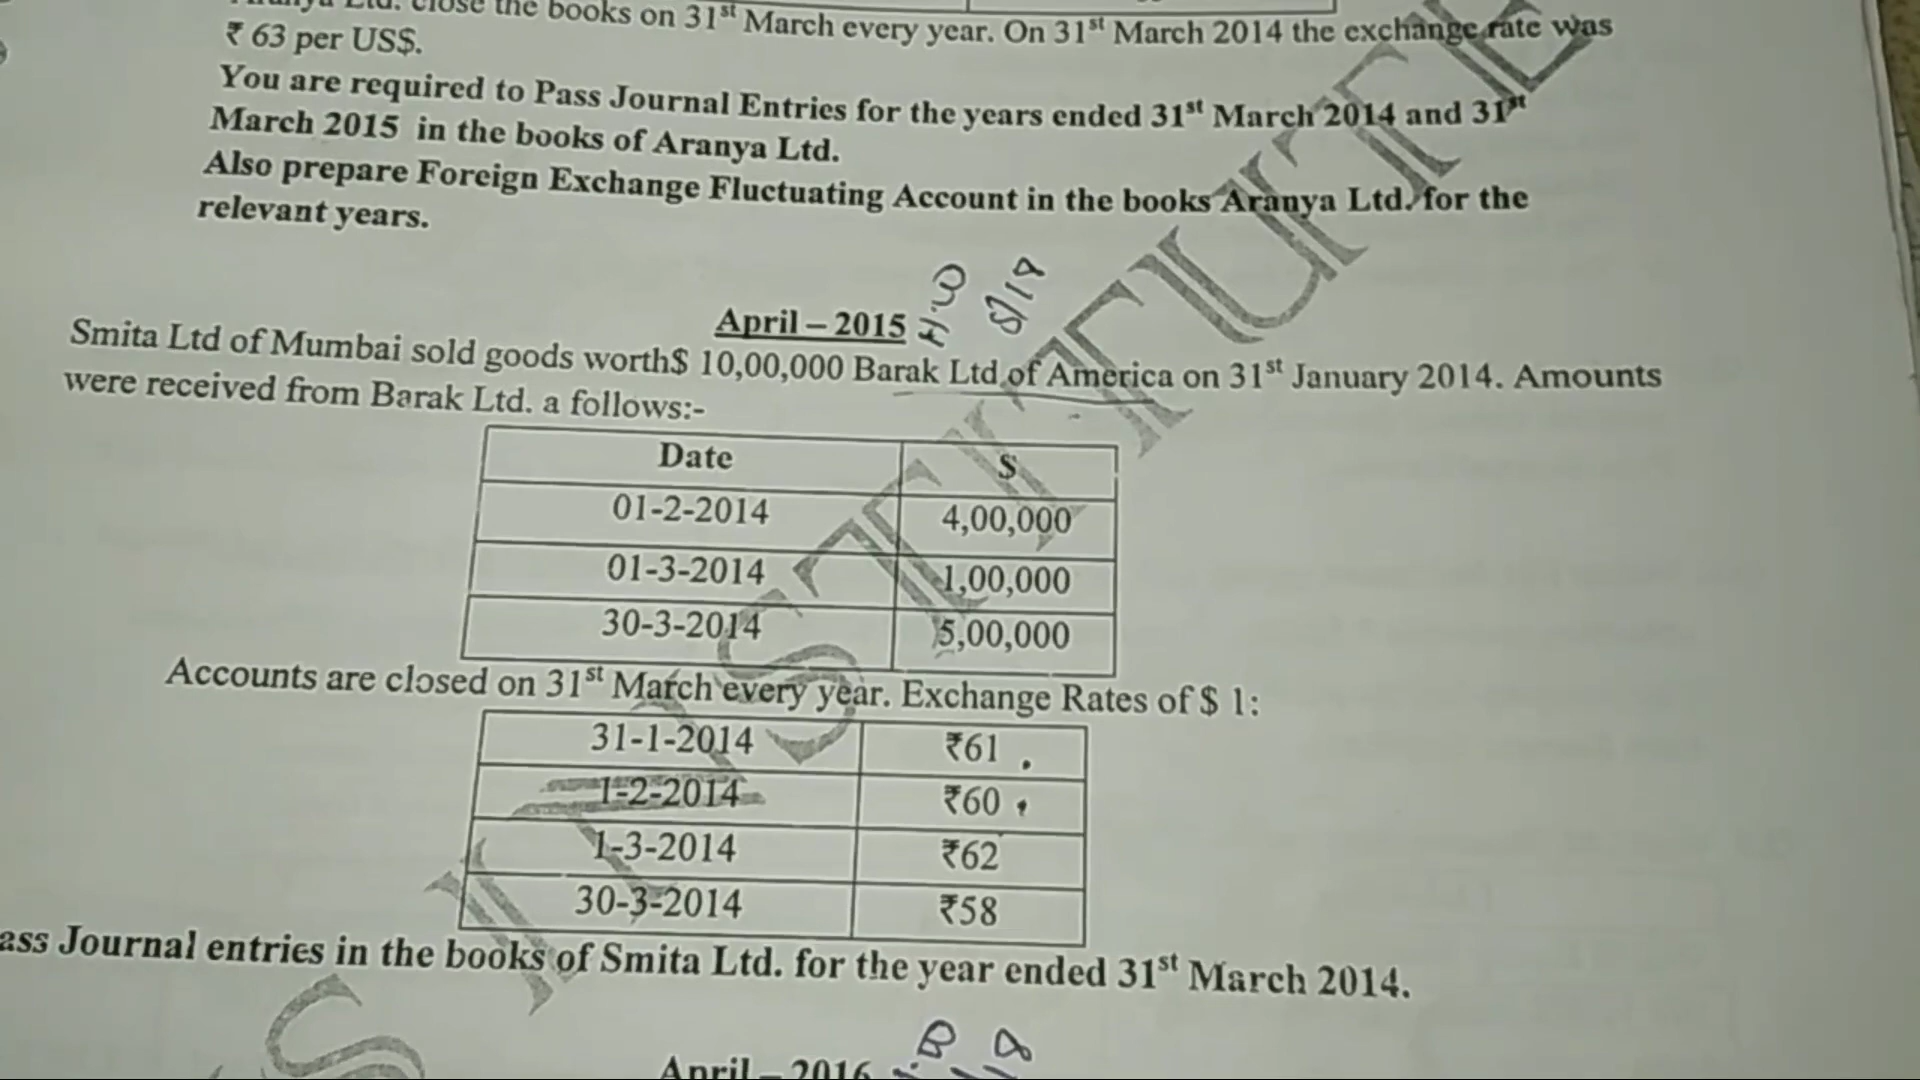 close the books on 31st March every year. On 31st March 2014 the exchange rate was
₹ 63 per US$.
You are required to Pass Journal Entries for the years ended 31st March 2014 and 31st
March 2015 in the books of Aranya Ltd.
Also prepare Foreign Exchange Fluctuating Account in the books Aranya Ltd. for the
relevant years.
April – 2015 H.W
Smita Ltd of Mumbai sold goods worth$ 10,00,000 Barak Ltd of America on 31st January 2014. Amounts
were received from Barak Ltd. a follows:-
Date $
01-2-2014 4,00,000
01-3-2014 1,00,000
30-3-2014 5,00,000
Accounts are closed on 31st March every year. Exchange Rates of $ 1:
31-1-2014 ₹61
1-2-2014 ₹60
1-3-2014 ₹62
30-3-2014 ₹58
ass Journal entries in the books of Smita Ltd. for the year ended 31st March 2014.
April – 2016